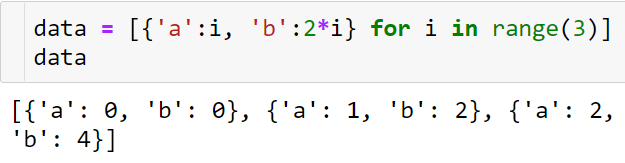 data = [{'a':i, 'b':2*i} for i in range(3)]
data
[{'a': 0, 'b': 0}, {'a': 1, 'b': 2}, {'a': 2,
'b': 4}]